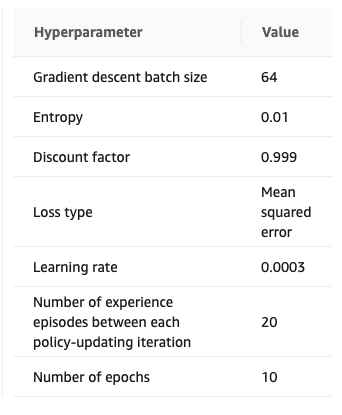 Hyperparameter Value
Gradient descent batch size 64
Entropy 0.01
Discount factor 0.999
Loss type Mean squared error
Learning rate 0.0003
Number of experience episodes between each policy-updating iteration 20
Number of epochs 10